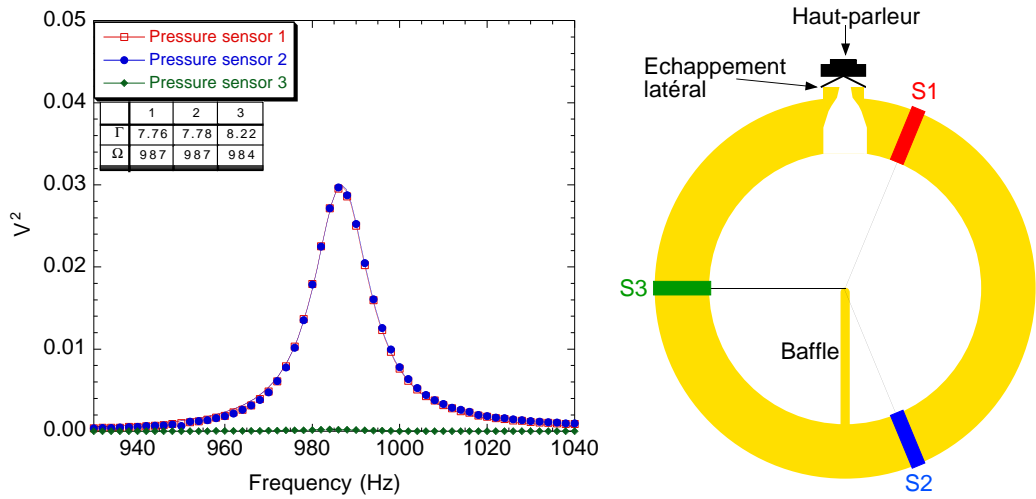 0.05
0.04
0.03
0.02
0.01
0.00
V²
940
960
980
1000
1020
1040
Frequency (Hz)
Pressure sensor 1
Pressure sensor 2
Pressure sensor 3
1 2 3
Γ 7.76 7.78 8.22
Ω 987 987 984
Haut-parleur
Echappement
latéral
S1
S3
Baffle
S2